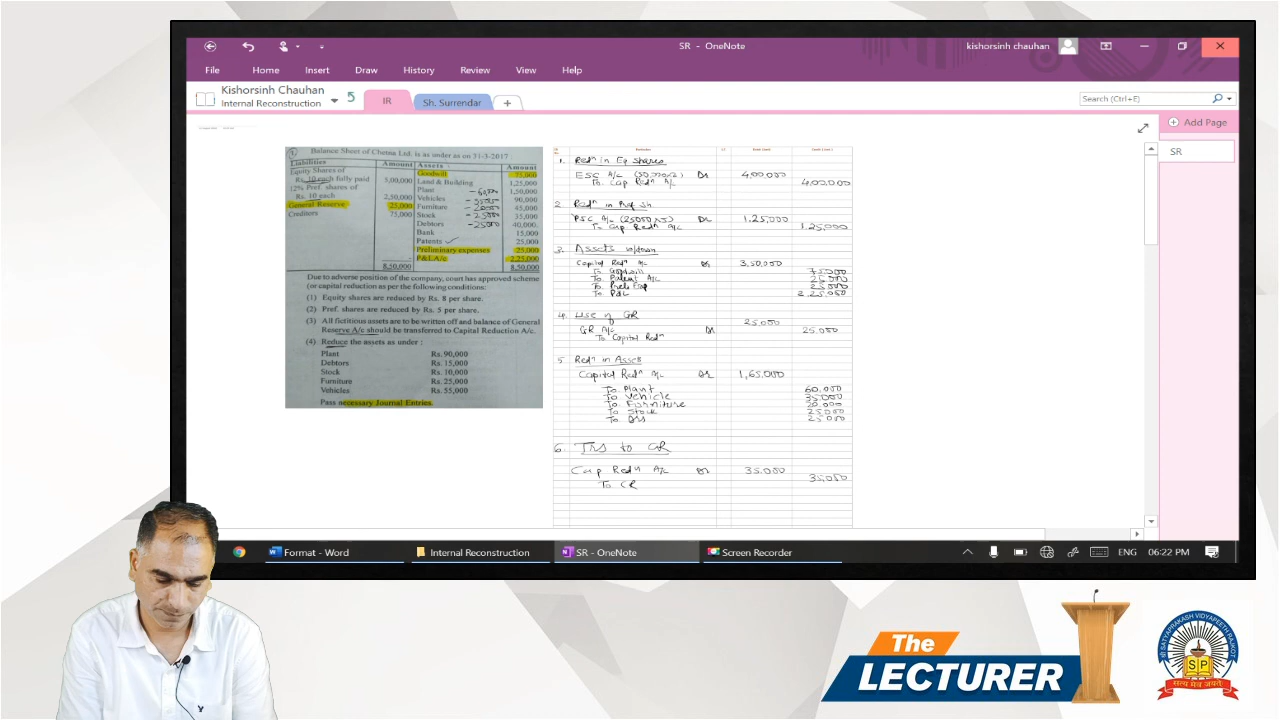 SR - OneNote
kishorsinh chauhan
File Home Insert Draw History Review View Help
Kishorsinh Chauhan
Internal Reconstruction
IR
Sh. Surrendar
Search (Ctrl+E)
Add Page
SR
Balance Sheet of Chetna Ltd. is as under as on 31-3-2017
Liabilities Amount Assets Amount
Equity Shares of Goodwill 75,000
Rs. 10 each fully paid 5,00,000 Land & Building 1,25,000
12% Pref. shares of Plant - 60,000 1,50,000
Rs. 10 each 2,50,000 Vehicles 90,000
General Reserve 25,000 Furniture 45,000
Creditors 75,000 Stock - 25000 35,000
Debtors - 25000 40,000
Bank 15,000
Patents 25,000
Preliminary expenses 25,000
P&LA/c 2,25,000
8,50,000 8,50,000
Due to adverse position of the company, court has approved scheme
(or capital reduction as per the following conditions:
(1) Equity shares are reduced by Rs. 8 per share.
(2) Pref. shares are reduced by Rs. 5 per share.
(3) All fictitious assets are to be written off and balance of General
Reserve A/c should be transferred to Capital Reduction A/c.
(4) Reduce the assets as under :
Plant Rs. 90,000
Debtors Rs. 15,000
Stock Rs. 10,000
Furniture Rs. 25,000
Vehicles Rs. 55,000
Pass necessary Journal Entries.
1. Redn in Eq shares
ESC A/c Dr 4,00,000
To Cap Redn A/c 4,00,000
2 Redn in Pref sh
PSC A/c Dr 1,25,000
To Cap Redn A/c 1,25,000
3. Assets w/down
Capital Redn A/c Dr 3,50,000
To Goodwill 75000
To Patent A/c 25,000
To Preli Exp 25000
To P&L 2,25,000
4. Use of GR
GR A/c Dr 25,000
To Capital Redn 25,000
5 Redn in Assets
Capital Redn A/c Dr 1,65,000
To Plant 60,000
To Vehicle 35,000
To Furniture 20,000
To Stock 25,000
To Drs 25,000
6. Trs to CR
Cap Redn A/c Dr 35,000
To CR 35,000
Format - Word
Internal Reconstruction
SR - OneNote
Screen Recorder
ENG 06:22 PM
The
LECTURER
SATYAPRAKASH VIDYAPEETH RAJKOT
SP
सत्य मेव जयते